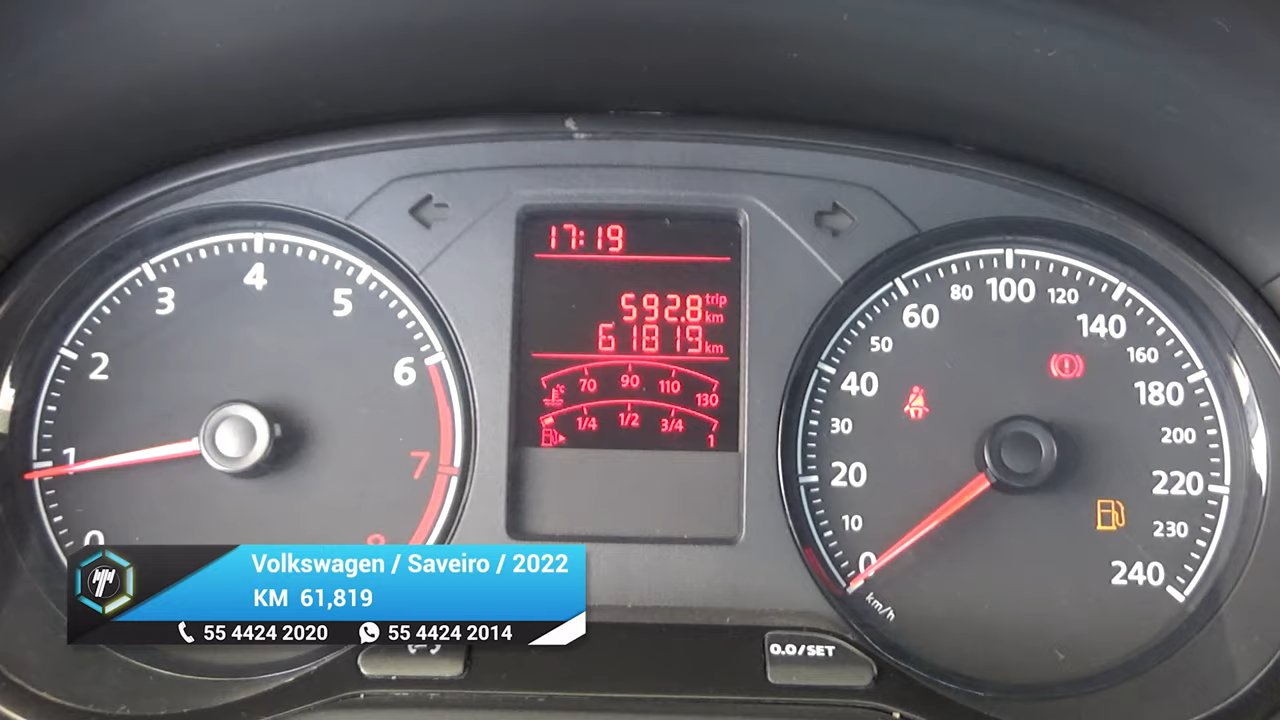 17:19
592.8 trip km
61819 km
70 90 110 130
1/4 1/2 3/4 1
0 1 2 3 4 5 6 7 8
0 10 20 30 40 50 60 80 100 120 140 160 180 200 220 230 240
km/h
0.0/SET
Volkswagen / Saveiro / 2022
KM 61,819
55 4424 2020 55 4424 2014